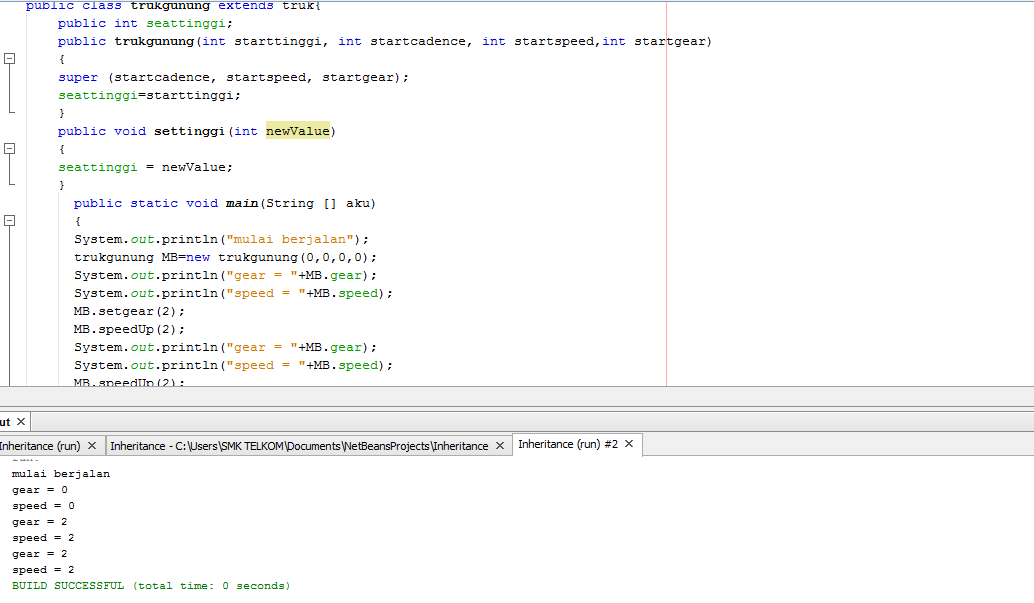 public class trukgunung extends truk{
public int seattinggi;
public trukgunung(int starttinggi, int startcadence, int startspeed,int startgear)
{
super (startcadence, startspeed, startgear);
seattinggi=starttinggi;
}
public void settinggi(int newValue)
{
seattinggi = newValue;
}
public static void main(String [] aku)
{
System.out.println("mulai berjalan");
trukgunung MB=new trukgunung(0,0,0,0);
System.out.println("gear = "+MB.gear);
System.out.println("speed = "+MB.speed);
MB.setgear(2);
MB.speedUp(2);
System.out.println("gear = "+MB.gear);
System.out.println("speed = "+MB.speed);
MB.speedUp(2);
ut
Inheritance (run) Inheritance - C:\Users\SMK TELKOM\Documents\NetBeansProjects\Inheritance Inheritance (run) #2
mulai berjalan
gear = 0
speed = 0
gear = 2
speed = 2
gear = 2
speed = 2
BUILD SUCCESSFUL (total time: 0 seconds)